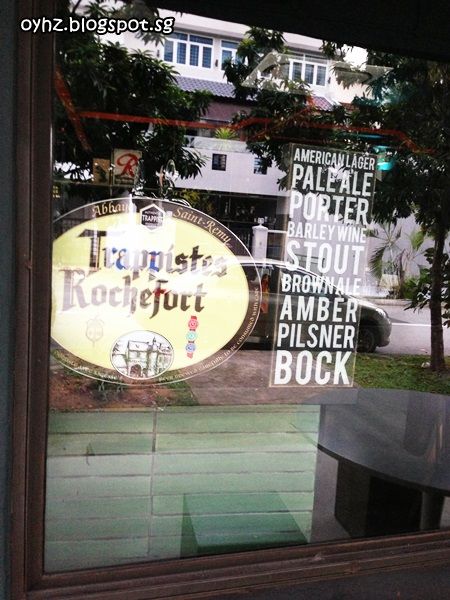 oyhz.blogspot.sg
R
Abbaye Saint-Remy
TRAPPIST
Trappistes
Rochefort
AMERICAN LAGER
PALE ALE
PORTER
BARLEY WINE
STOUT
BROWN ALE
AMBER
PILSNER
BOCK